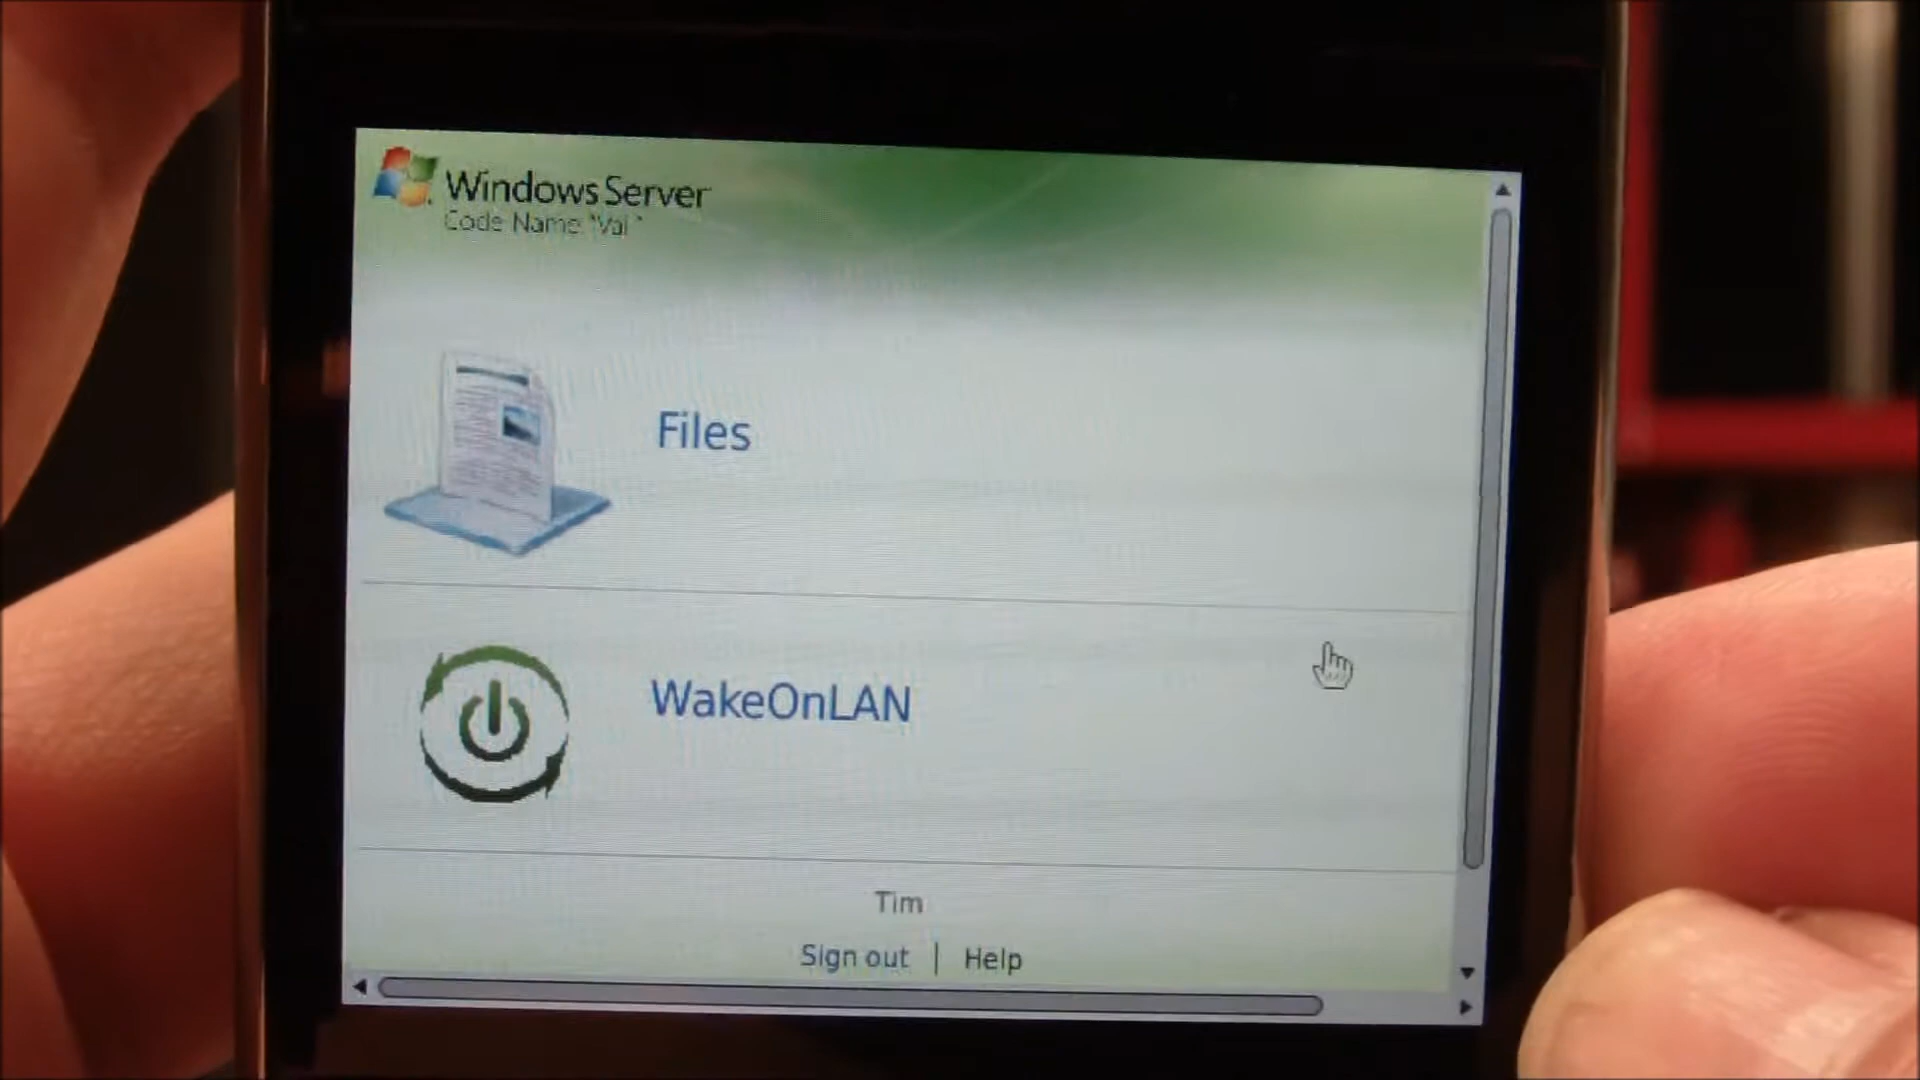 Windows Server
Code Name "Vail"
Files
WakeOnLAN
Tim
Sign out | Help